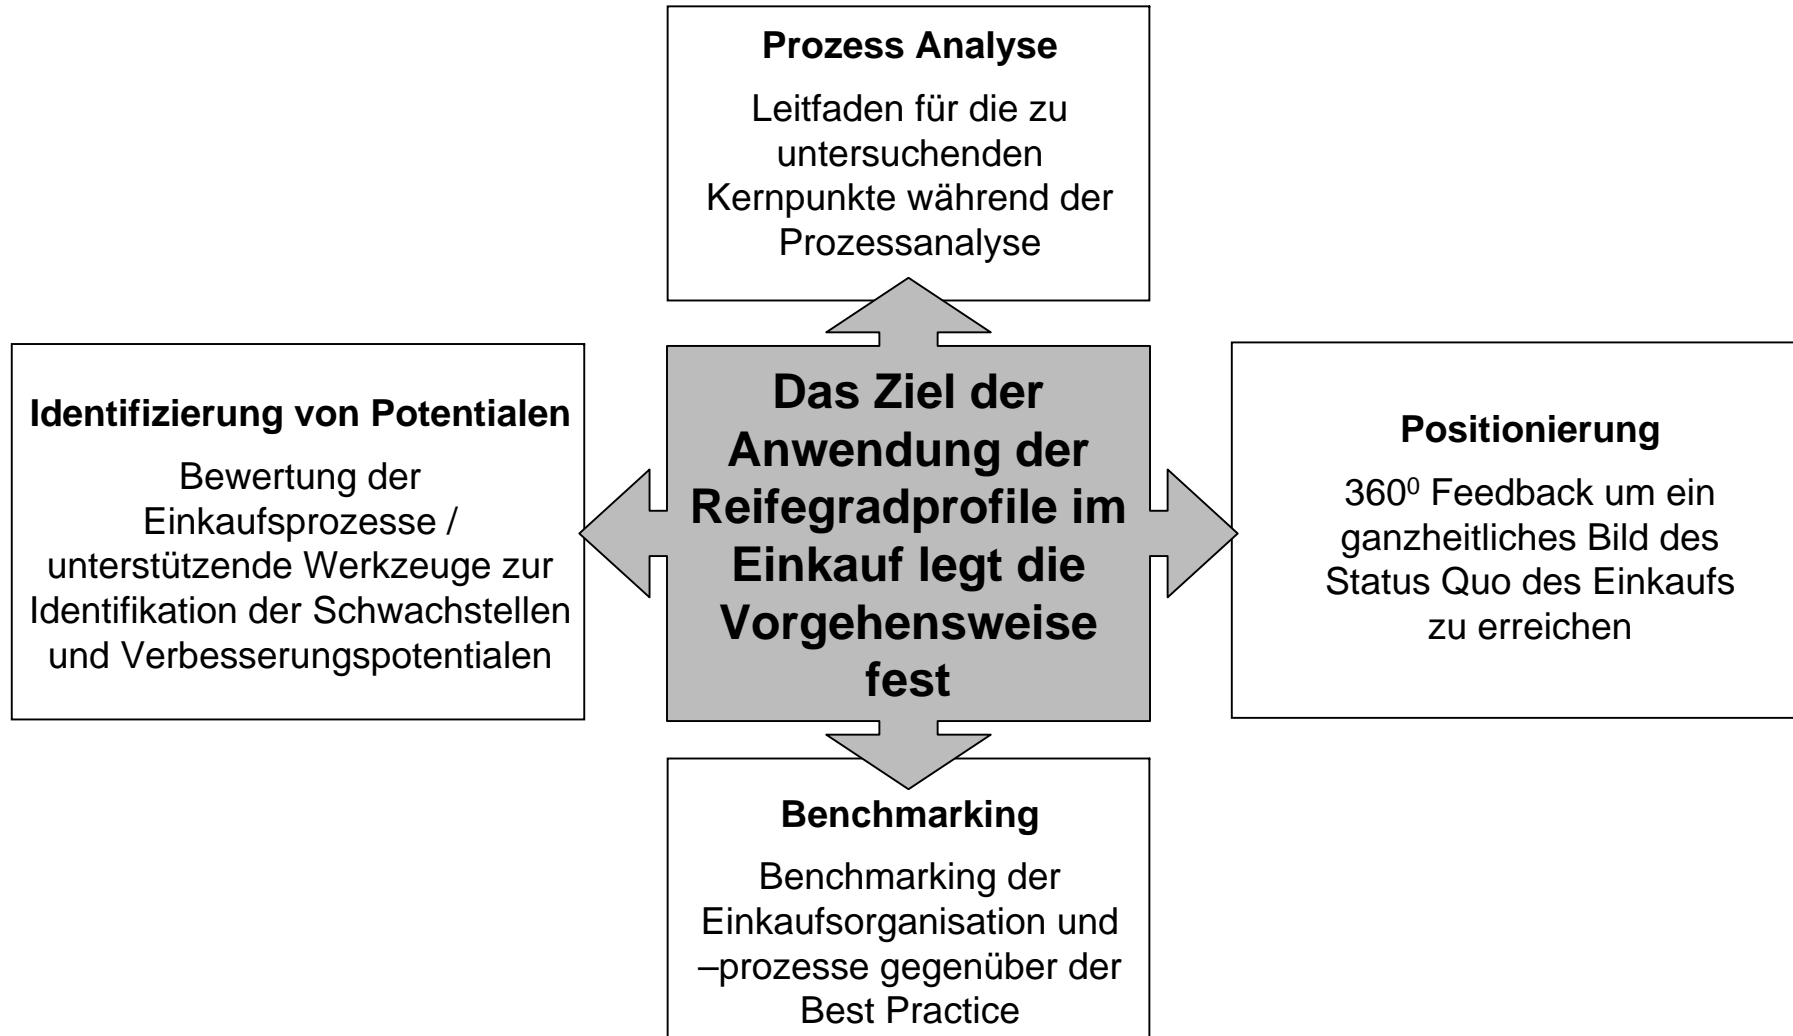 Prozess Analyse
Leitfaden für die zu
untersuchenden
Kernpunkte während der
Prozessanalyse
Identifizierung von Potentialen
Bewertung der
Einkaufsprozesse /
unterstützende Werkzeuge zur
Identifikation der Schwachstellen
und Verbesserungspotentialen
Das Ziel der
Anwendung der
Reifegradprofile im
Einkauf legt die
Vorgehensweise
fest
Positionierung
360⁰ Feedback um ein
ganzheitliches Bild des
Status Quo des Einkaufs
zu erreichen
Benchmarking
Benchmarking der
Einkaufsorganisation und
–prozesse gegenüber der
Best Practice